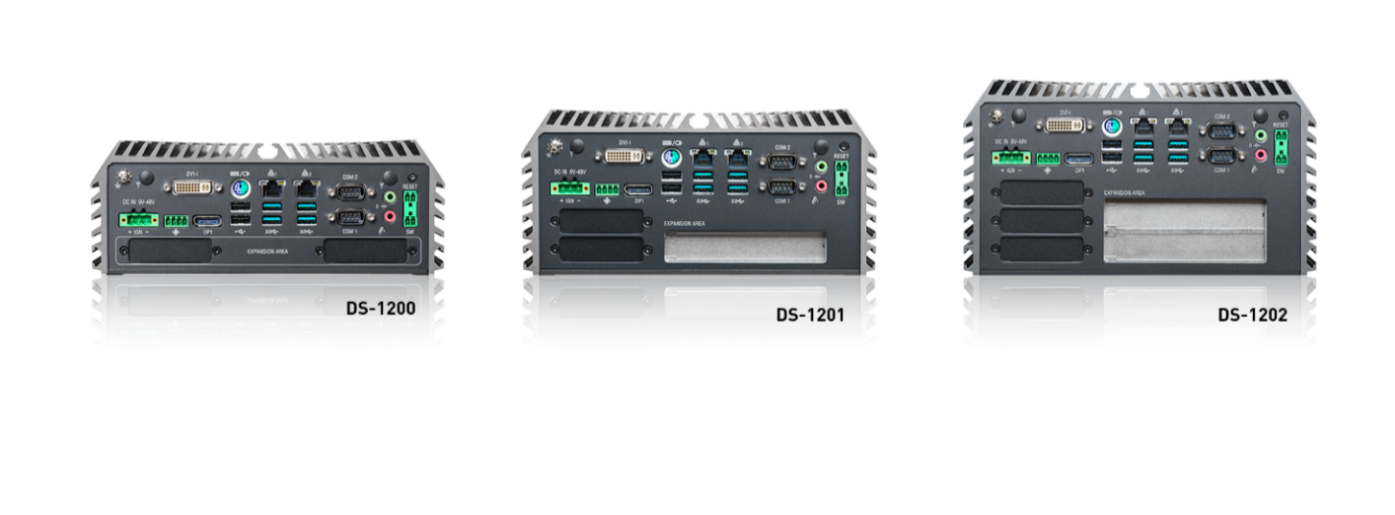 DVI-I
COM 2
RESET
DC IN 9V-48V
+ IGN -
DP1
COM 1
SW
EXPANSION AREA
DS-1200
DVI-I
COM 2
RESET
DC IN 9V-48V
+ IGN -
DP1
COM 1
SW
EXPANSION AREA
DS-1201
DVI-I
COM 2
RESET
DC IN 9V-48V
+ IGN -
DP1
COM 1
SW
EXPANSION AREA
DS-1202